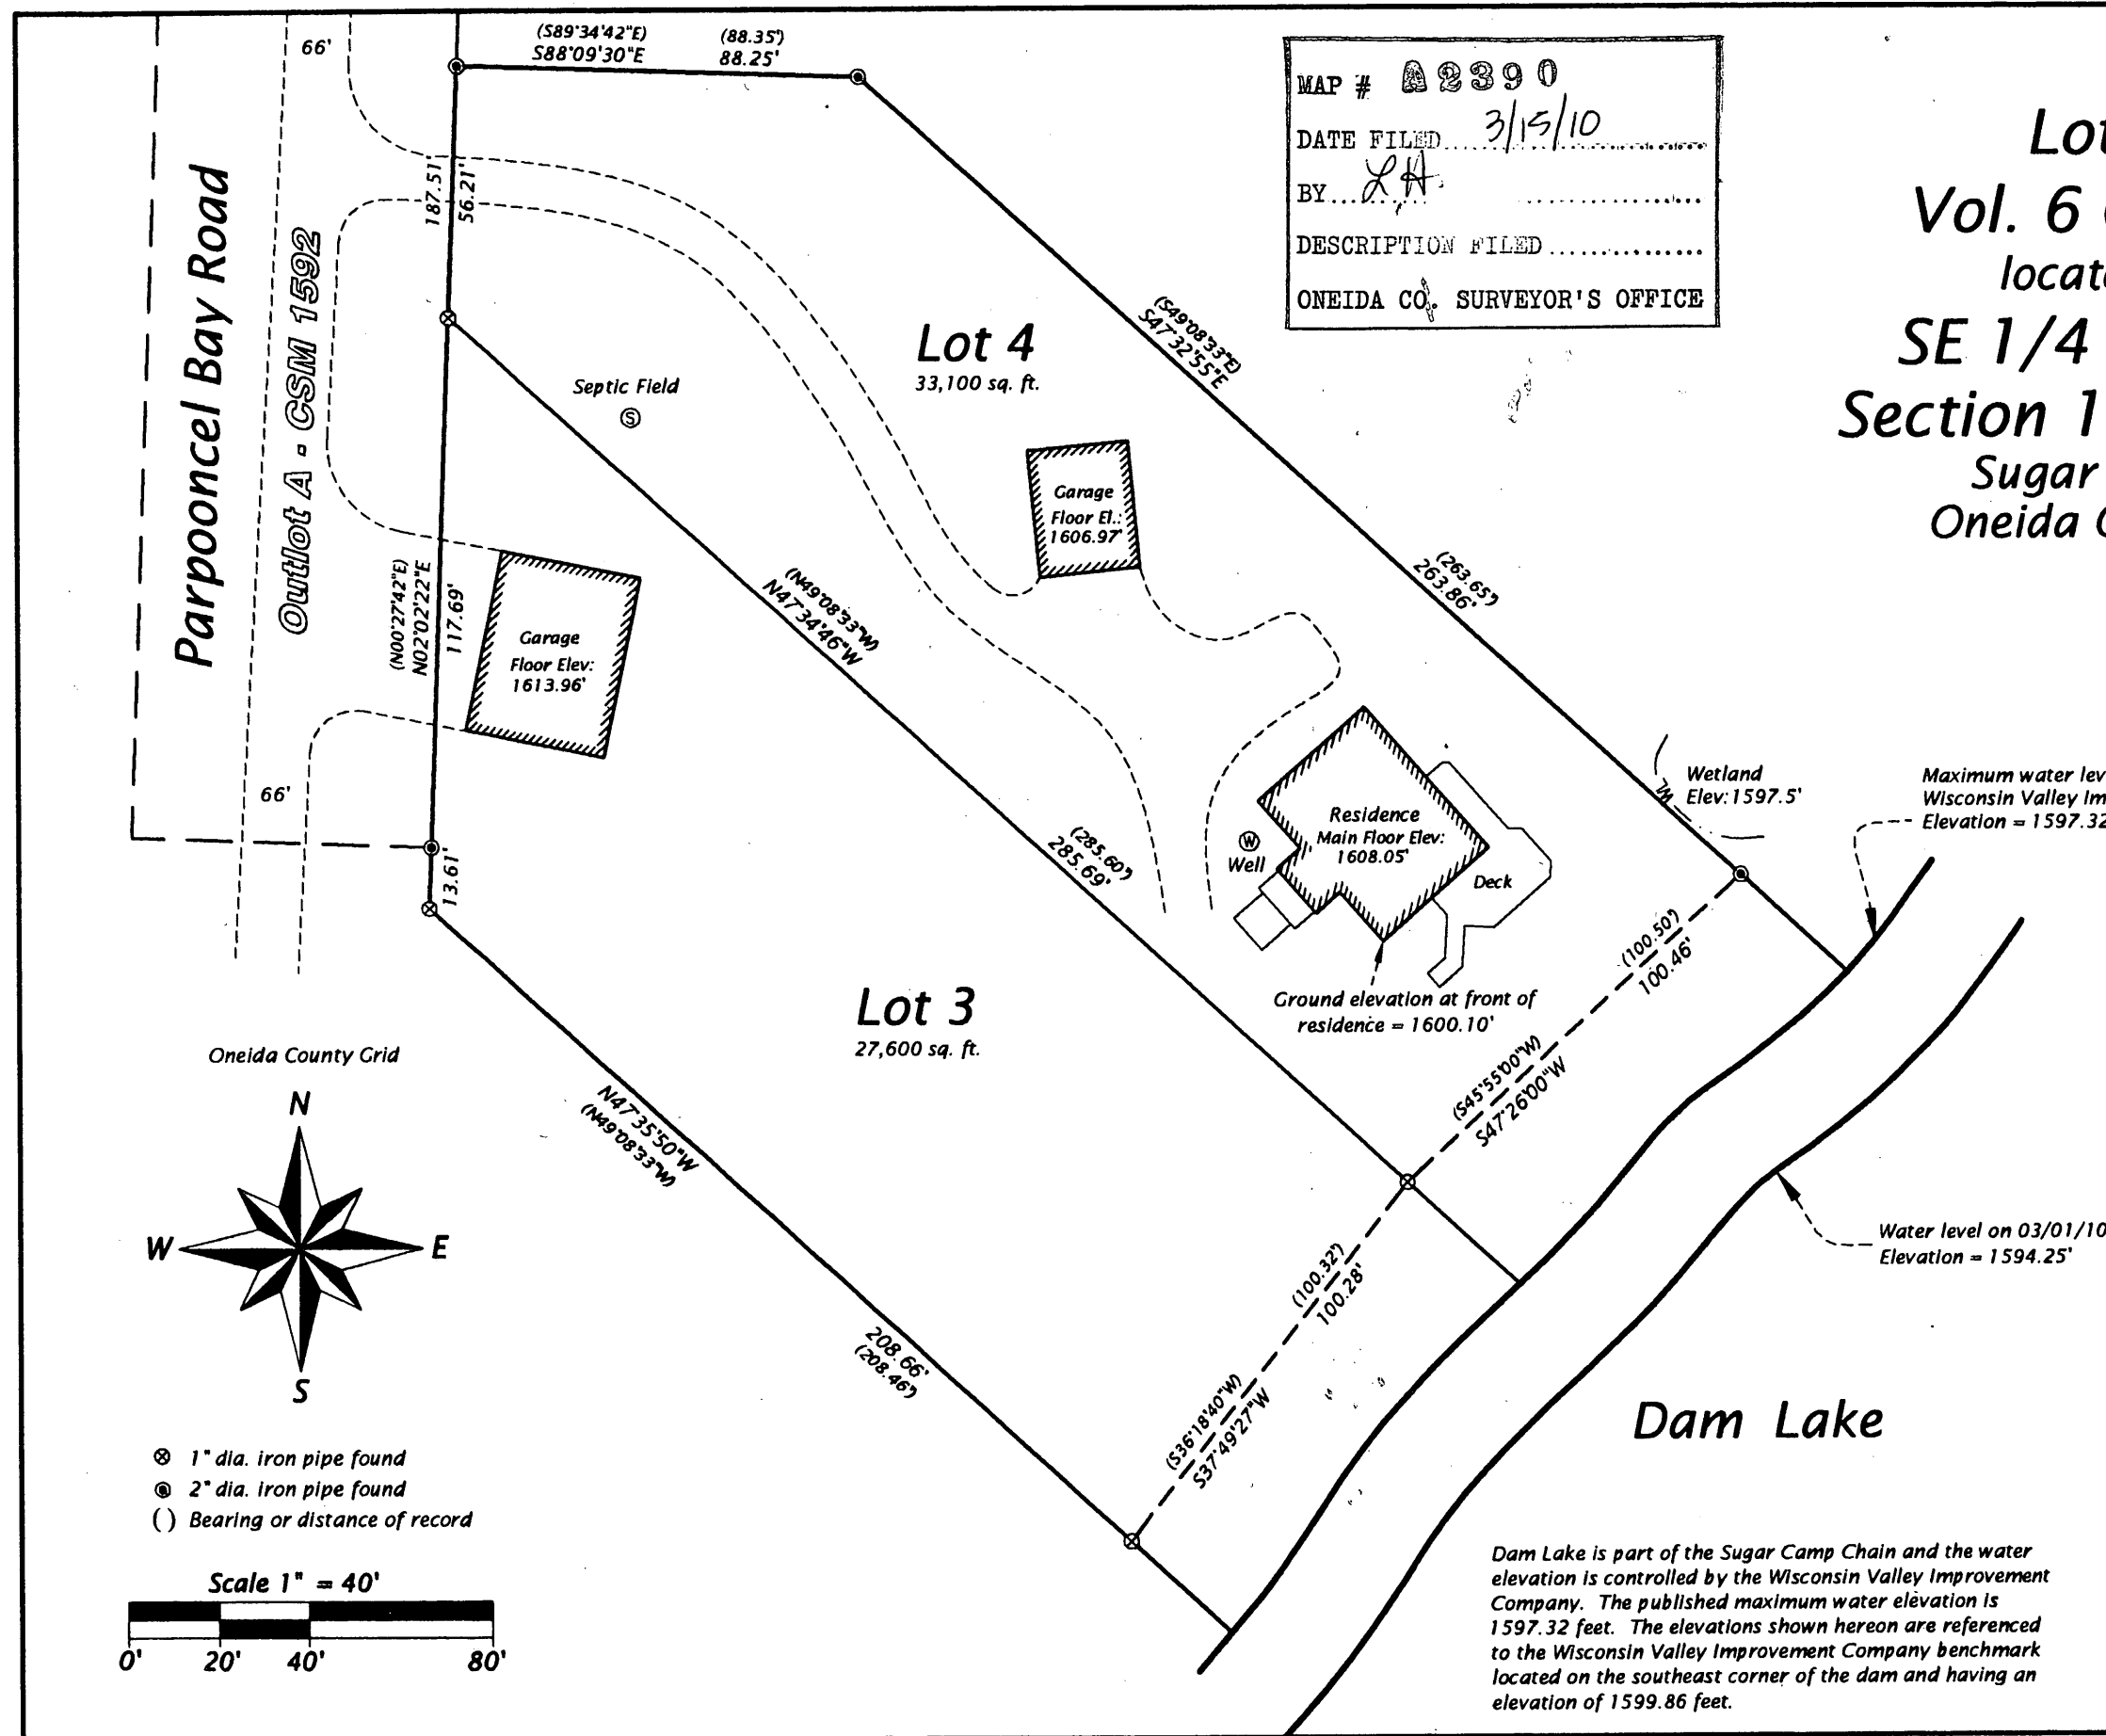 (S89°34'42"E) (88.35')
S88°09'30"E 88.25'
66'
MAP # A2390
DATE FILED 3/15/10
BY LH
DESCRIPTION FILED
ONEIDA CO. SURVEYOR'S OFFICE
Lot
Vol. 6
locat
SE 1/4
Section 1
Sugar
Oneida
Parpooncel Bay Road
Outlot A - CSM 1592
187.51'
56.21'
Lot 4
33,100 sq. ft.
Septic Field
S
(S49°08'33"E)
S47°32'55"E
(263.65')
263.86'
Garage
Floor El.:
1606.97'
(N00°27'42"E)
N02°02'22"E
117.69'
Garage
Floor Elev:
1613.96'
(N49°08'33"W)
N47°34'46"W
(285.60')
285.69'
66'
13.61'
Residence
Main Floor Elev:
1608.05'
W
Well
Deck
W
Wetland
Elev: 1597.5'
Maximum water lev
Wisconsin Valley Im
Elevation = 1597.32
Ground elevation at front of
residence = 1600.10'
(100.50')
100.46'
(S45°55'00"W)
S47°26'00"W
Lot 3
27,600 sq. ft.
Oneida County Grid
N
W E
S
N47°35'50"W
(N49°08'33"W)
208.66'
(208.46')
(100.32')
100.28'
(S36°18'40"W)
S37°49'27"W
Water level on 03/01/10
Elevation = 1594.25'
Dam Lake
1" dia. iron pipe found
2" dia. iron pipe found
( ) Bearing or distance of record
Scale 1" = 40'
0' 20' 40' 80'
Dam Lake is part of the Sugar Camp Chain and the water
elevation is controlled by the Wisconsin Valley Improvement
Company. The published maximum water elevation is
1597.32 feet. The elevations shown hereon are referenced
to the Wisconsin Valley Improvement Company benchmark
located on the southeast corner of the dam and having an
elevation of 1599.86 feet.